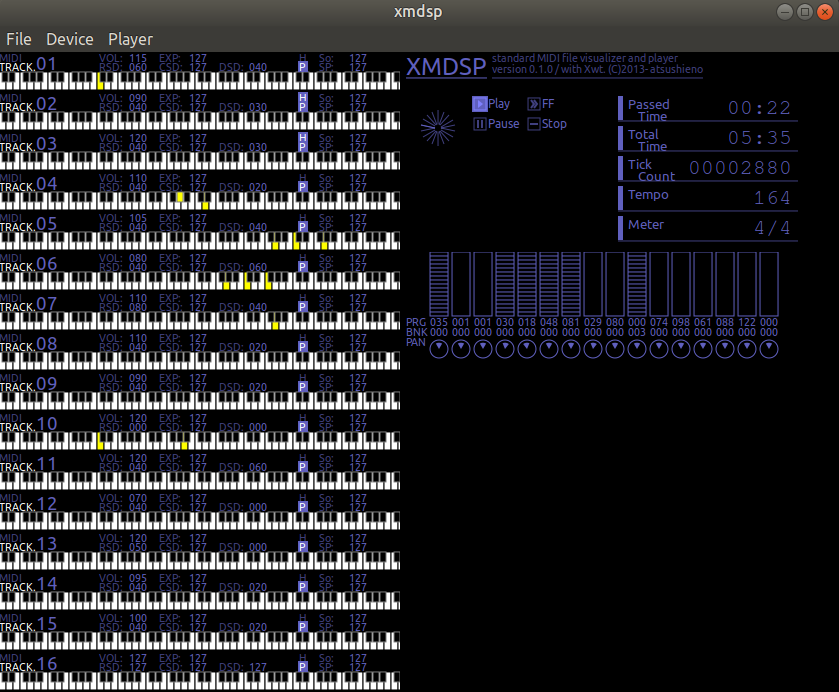 xmdsp
File Device Player
MIDI VOL: 115 EXP: 127 H So: 127
TRACK.01 RSD: 060 CSD: 127 DSD: 040 P SP: 127
MIDI VOL: 090 EXP: 127 H So: 127
TRACK.02 RSD: 040 CSD: 127 DSD: 030 P SP: 127
MIDI VOL: 120 EXP: 127 H So: 127
TRACK.03 RSD: 040 CSD: 127 DSD: 030 P SP: 127
MIDI VOL: 110 EXP: 127 H So: 127
TRACK.04 RSD: 040 CSD: 127 DSD: 020 P SP: 127
MIDI VOL: 105 EXP: 127 H So: 127
TRACK.05 RSD: 040 CSD: 127 DSD: 040 P SP: 127
MIDI VOL: 080 EXP: 127 H So: 127
TRACK.06 RSD: 040 CSD: 127 DSD: 060 P SP: 127
MIDI VOL: 110 EXP: 127 H So: 127
TRACK.07 RSD: 080 CSD: 127 DSD: 040 P SP: 127
MIDI VOL: 110 EXP: 127 H So: 127
TRACK.08 RSD: 040 CSD: 127 DSD: 020 P SP: 127
MIDI VOL: 090 EXP: 127 H So: 127
TRACK.09 RSD: 040 CSD: 127 DSD: 020 P SP: 127
MIDI VOL: 120 EXP: 127 H So: 127
TRACK.10 RSD: 000 CSD: 127 DSD: 000 P SP: 127
MIDI VOL: 120 EXP: 127 H So: 127
TRACK.11 RSD: 040 CSD: 127 DSD: 060 P SP: 127
MIDI VOL: 070 EXP: 127 H So: 127
TRACK.12 RSD: 040 CSD: 127 DSD: 000 P SP: 127
MIDI VOL: 120 EXP: 127 H So: 127
TRACK.13 RSD: 050 CSD: 127 DSD: 000 P SP: 127
MIDI VOL: 095 EXP: 127 H So: 127
TRACK.14 RSD: 040 CSD: 127 DSD: 020 P SP: 127
MIDI VOL: 100 EXP: 127 H So: 127
TRACK.15 RSD: 040 CSD: 127 DSD: 020 P SP: 127
MIDI VOL: 127 EXP: 127 H So: 127
TRACK.16 RSD: 127 CSD: 127 DSD: 127 P SP: 127
XMDSP standard MIDI file visualizer and player
version 0.1.0 / with Xwt. (C)2013- atsushieno
Play FF
Pause Stop
Passed Time 00:22
Total Time 05:35
Tick Count 00002880
Tempo 164
Meter 4/4
PRG 035 001 001 030 018 048 081 029 080 000 074 098 061 088 122 000
BNK 000 000 000 000 000 000 000 000 000 003 000 000 000 000 000 000
PAN